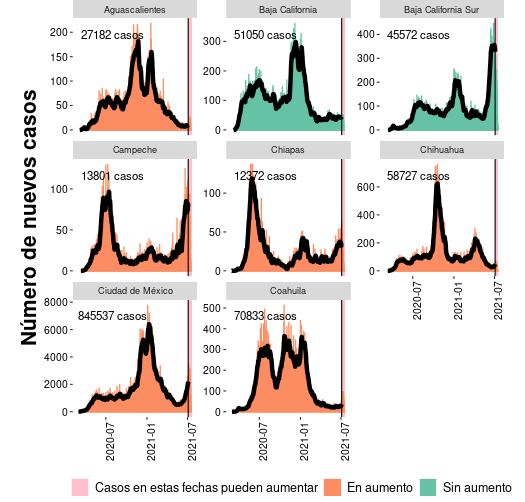 Número de nuevos casos
Aguascalientes
27182 casos
200
150
100
50
0
Baja California
51050 casos
300
200
100
0
Baja California Sur
45572 casos
400
300
200
100
0
Campeche
13801 casos
100
50
0
Chiapas
12372 casos
100
50
0
Chihuahua
58727 casos
600
400
200
0
2020-07
2021-01
2021-07
Ciudad de México
845537 casos
8000
6000
4000
2000
0
2020-07
2021-01
2021-07
Coahuila
70833 casos
500
400
300
200
100
0
2020-07
2021-01
2021-07
Casos en estas fechas pueden aumentar
En aumento
Sin aumento